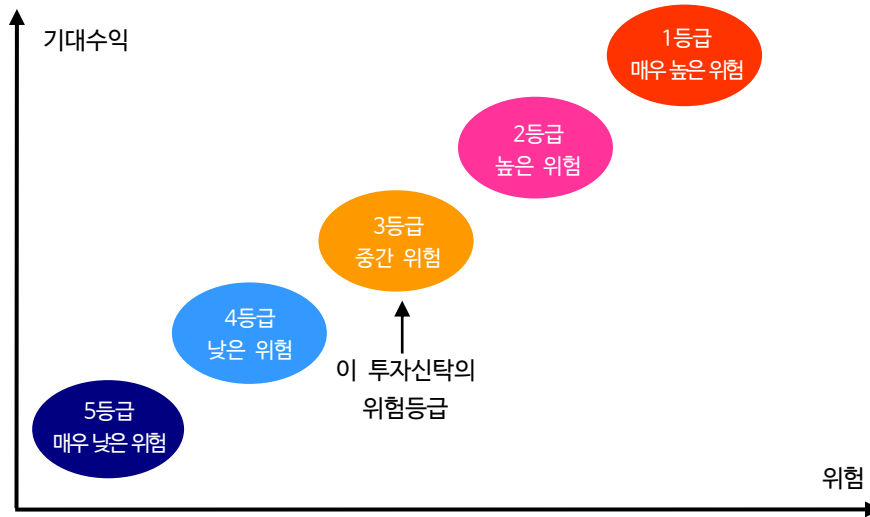 기대수익
1등급
매우 높은 위험
2등급
높은 위험
3등급
중간 위험
4등급
낮은 위험
이 투자신탁의
위험등급
5등급
매우 낮은 위험
위험